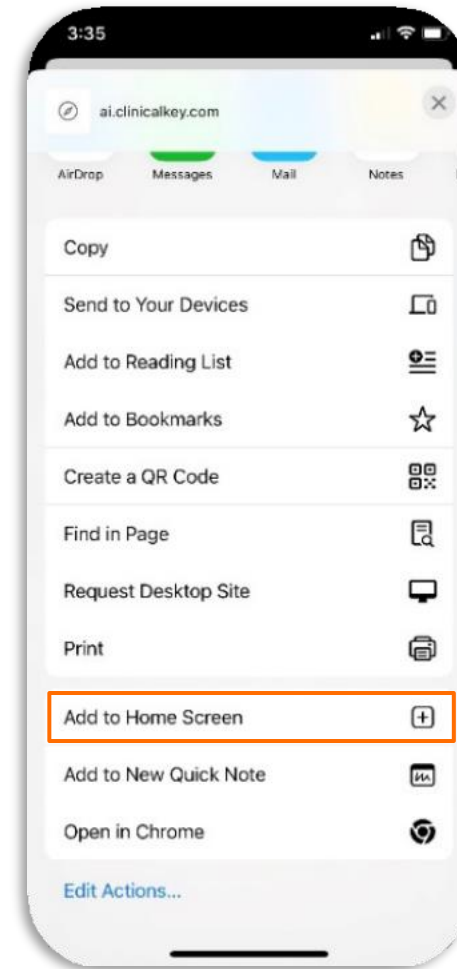 3:35
ai.clinicalkey.com
AirDrop Messages Mail Notes
Copy
Send to Your Devices
Add to Reading List
Add to Bookmarks
Create a QR Code
Find in Page
Request Desktop Site
Print
Add to Home Screen
Add to New Quick Note
Open in Chrome
Edit Actions...